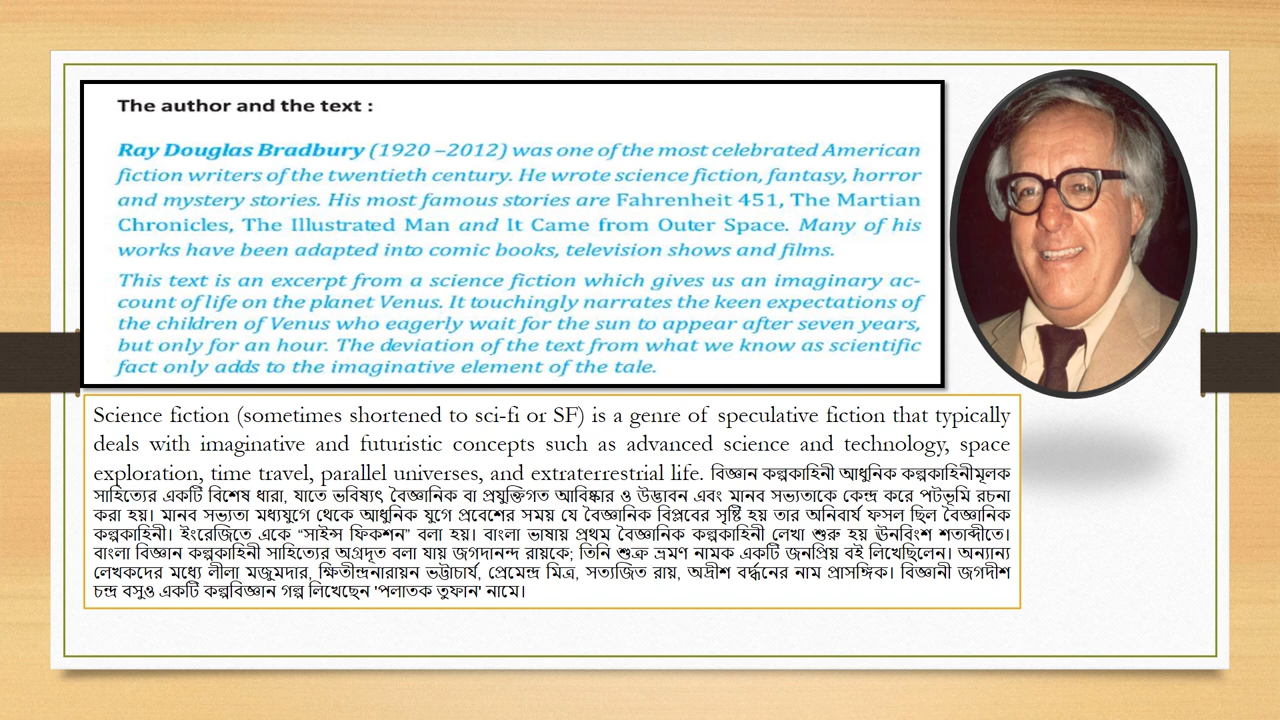 The author and the text :
Ray Douglas Bradbury (1920 –2012) was one of the most celebrated American
fiction writers of the twentieth century. He wrote science fiction, fantasy, horror
and mystery stories. His most famous stories are Fahrenheit 451, The Martian
Chronicles, The Illustrated Man and It Came from Outer Space. Many of his
works have been adapted into comic books, television shows and films.
This text is an excerpt from a science fiction which gives us an imaginary ac-
count of life on the planet Venus. It touchingly narrates the keen expectations of
the children of Venus who eagerly wait for the sun to appear after seven years,
but only for an hour. The deviation of the text from what we know as scientific
fact only adds to the imaginative element of the tale.
Science fiction (sometimes shortened to sci-fi or SF) is a genre of speculative fiction that typically
deals with imaginative and futuristic concepts such as advanced science and technology, space
exploration, time travel, parallel universes, and extraterrestrial life. বিজ্ঞান কল্পকাহিনী আধুনিক কল্পকাহিনীমূলক
সাহিত্যের একটি বিশেষ ধারা, যাতে ভবিষ্যৎ বৈজ্ঞানিক বা প্রযুক্তিগত আবিষ্কার ও উদ্ভাবন এবং মানব সভ্যতাকে কেন্দ্র করে পটভূমি রচনা
করা হয়। মানব সভ্যতা মধ্যযুগে থেকে আধুনিক যুগে প্রবেশের সময় যে বৈজ্ঞানিক বিপ্লবের সৃষ্টি হয় তার অনিবার্য ফসল ছিল বৈজ্ঞানিক
কল্পকাহিনী। ইংরেজিতে একে “সাইন্স ফিকশন” বলা হয়। বাংলা ভাষায় প্রথম বৈজ্ঞানিক কল্পকাহিনী লেখা শুরু হয় ঊনবিংশ শতাব্দীতে।
বাংলা বিজ্ঞান কল্পকাহিনী সাহিত্যের অগ্রদূত বলা যায় জগদানন্দ রায়কে; তিনি শুক্র ভ্রমণ নামক একটি জনপ্রিয় বই লিখেছিলেন। অন্যান্য
লেখকদের মধ্যে লীলা মজুমদার, ক্ষিতীন্দ্রনারায়ন ভট্টাচার্য, প্রেমেন্দ্র মিত্র, সত্যজিত রায়, অদ্রীশ বর্দ্ধনের নাম প্রাসঙ্গিক। বিজ্ঞানী জগদীশ
চন্দ্র বসুও একটি কল্পবিজ্ঞান গল্প লিখেছেন 'পলাতক তুফান' নামে।